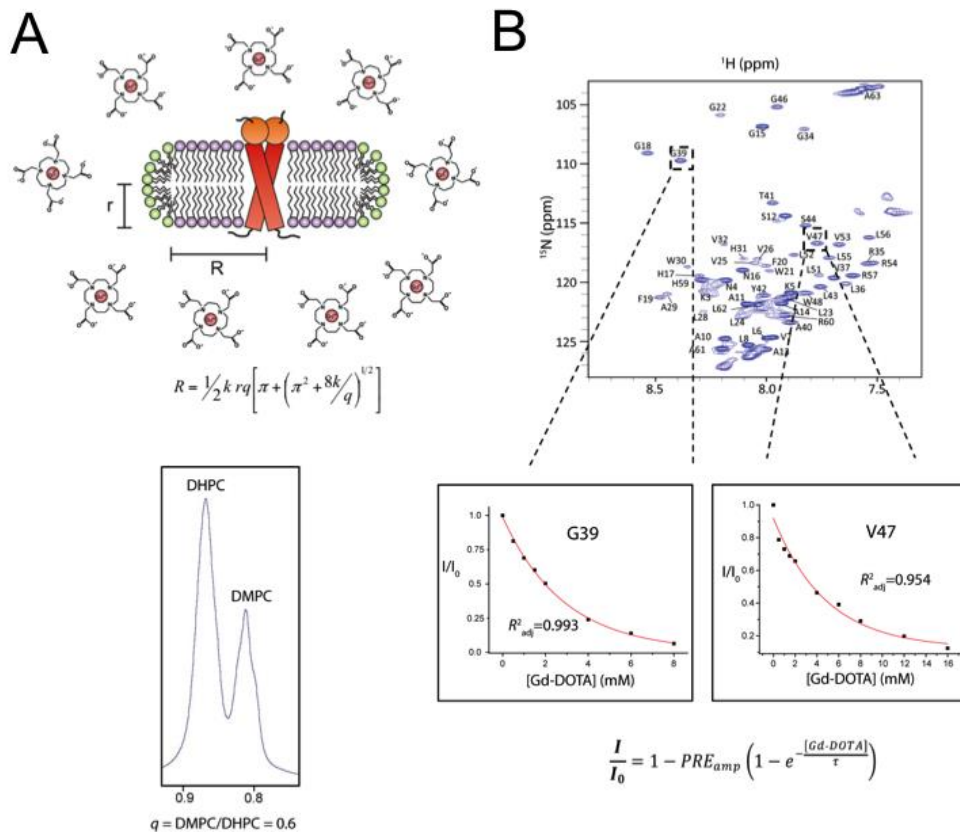 A
R
r
R = 1/2 k rq[π + (π² + 8k/q)^1/2]
DHPC
DMPC
0.9 0.8
q = DMPC/DHPC = 0.6
B
¹H (ppm)
¹⁵N (ppm)
105
110
115
120
125
8.5 8.0 7.5
A63
G46
G22
G15
G34
G18
G39
T41
S12
S44
V47
V53
L56
V32
H31
V26
L52
L55
R35
W30
V25
F20
R54
W21
L51
V37
R57
H17
N16
H59
N4
Y42
K5
L36
F19
K3
A11
W48
L43
A29
L62
L23
A14
L28
L24
R60
A40
A10
L6
L8
A61
A13
G39
I/I₀
1.0
0.75
0.50
0.25
0.0
R²adj=0.993
0 2 4 6 8
[Gd-DOTA] (mM)
V47
I/I₀
1.0
0.8
0.6
0.4
0.2
R²adj=0.954
0 2 4 6 8 10 12 14 16
[Gd-DOTA] (mM)
I/I₀ = 1 − PREamp (1 − e^−[Gd-DOTA]/τ)